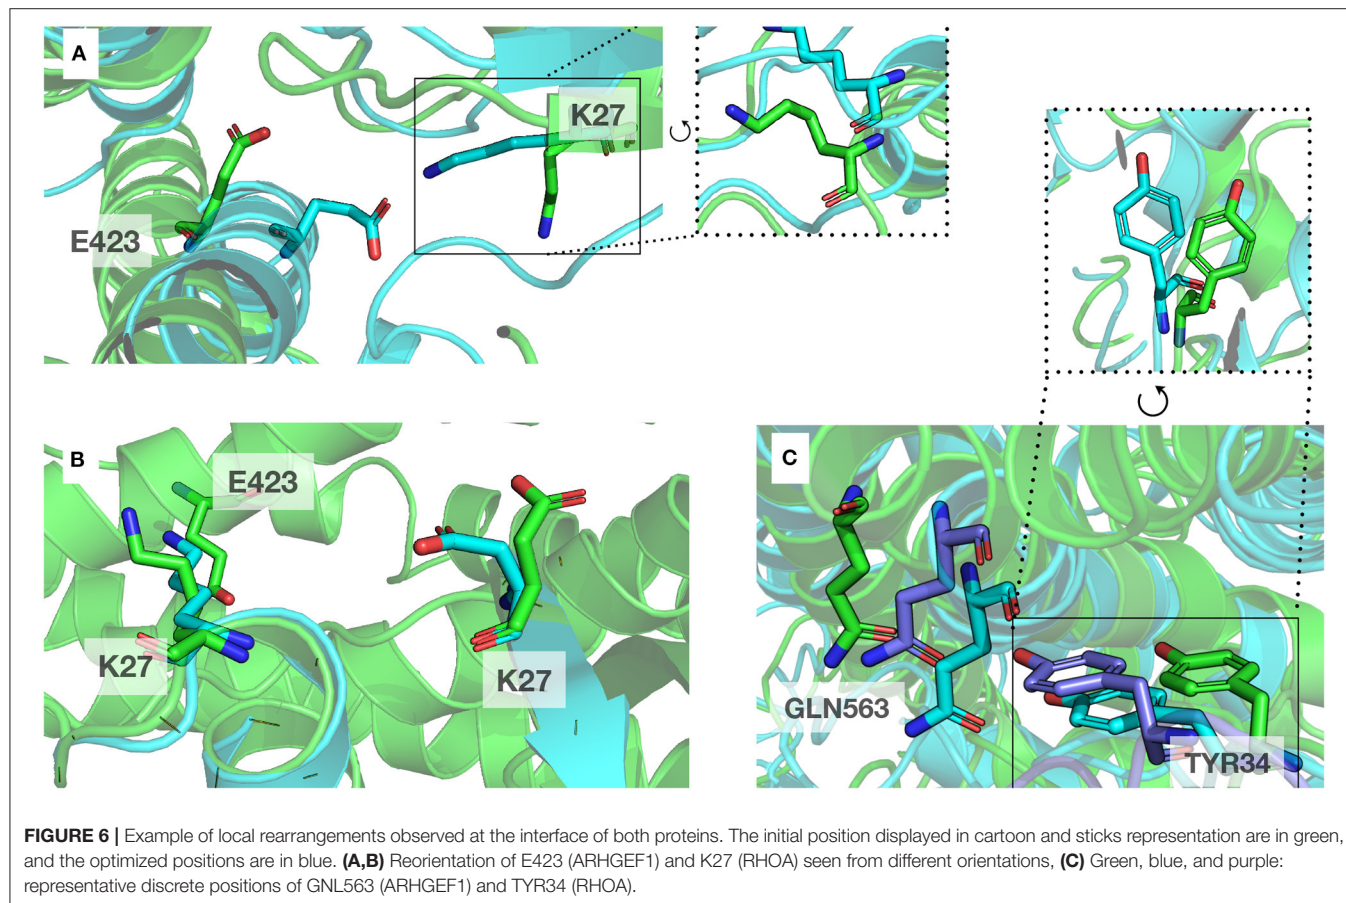 A
K27
E423
B
E423
K27
K27
C
GLN563
TYR34
FIGURE 6 | Example of local rearrangements observed at the interface of both proteins. The initial position displayed in cartoon and sticks representation are in green,
and the optimized positions are in blue. (A,B) Reorientation of E423 (ARHGEF1) and K27 (RHOA) seen from different orientations, (C) Green, blue, and purple:
representative discrete positions of GNL563 (ARHGEF1) and TYR34 (RHOA).